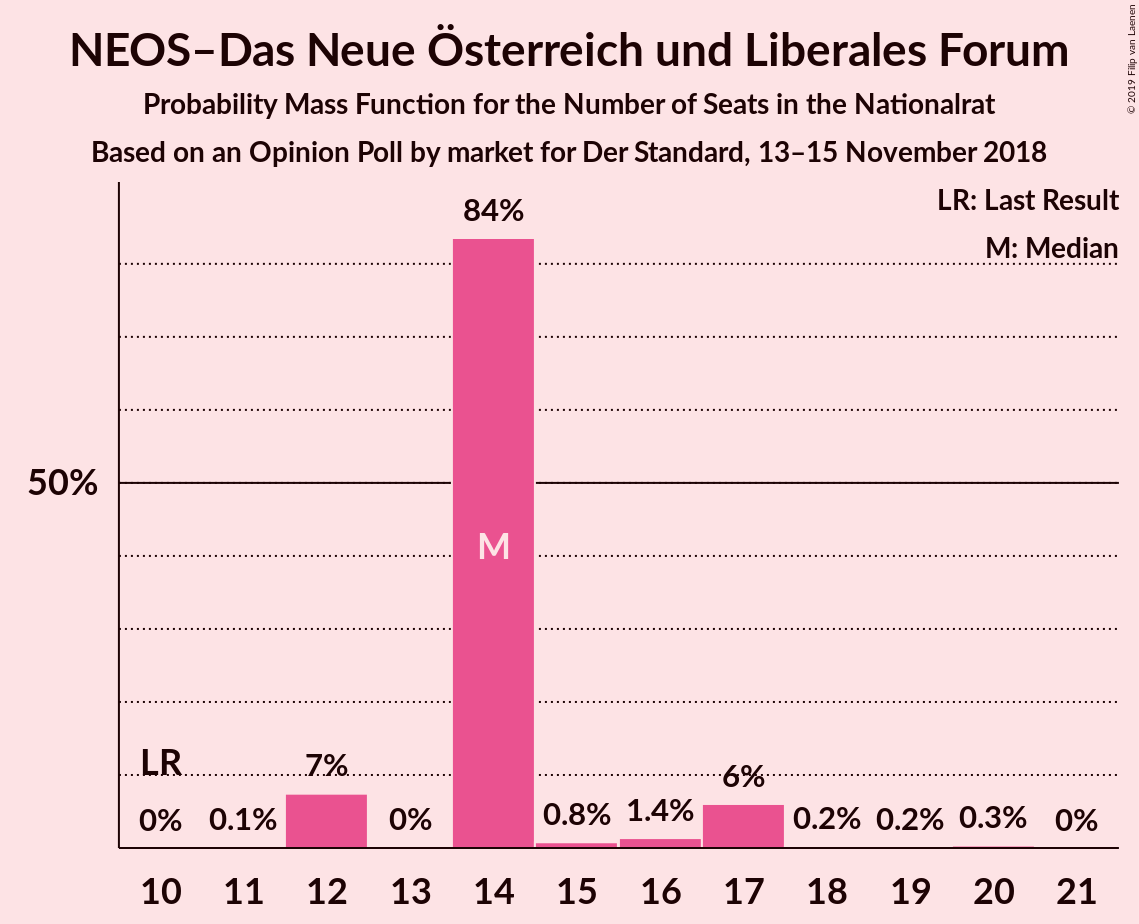 NEOS–Das Neue Österreich und Liberales Forum
Probability Mass Function for the Number of Seats in the Nationalrat
Based on an Opinion Poll by market for Der Standard, 13–15 November 2018
© 2019 Filip van Laenen
LR: Last Result
M: Median
84%
50%
M
LR
7%
6%
0%
0.1%
0%
0.8%
1.4%
0.2%
0.2%
0.3%
0%
10 11 12 13 14 15 16 17 18 19 20 21